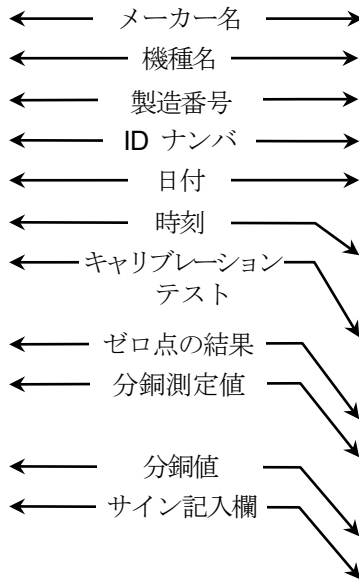 メーカー名
機種名
製造番号
ID ナンバ
日付
時刻
キャリブレーション
テスト
ゼロ点の結果
分銅測定値
分銅値
サイン記入欄